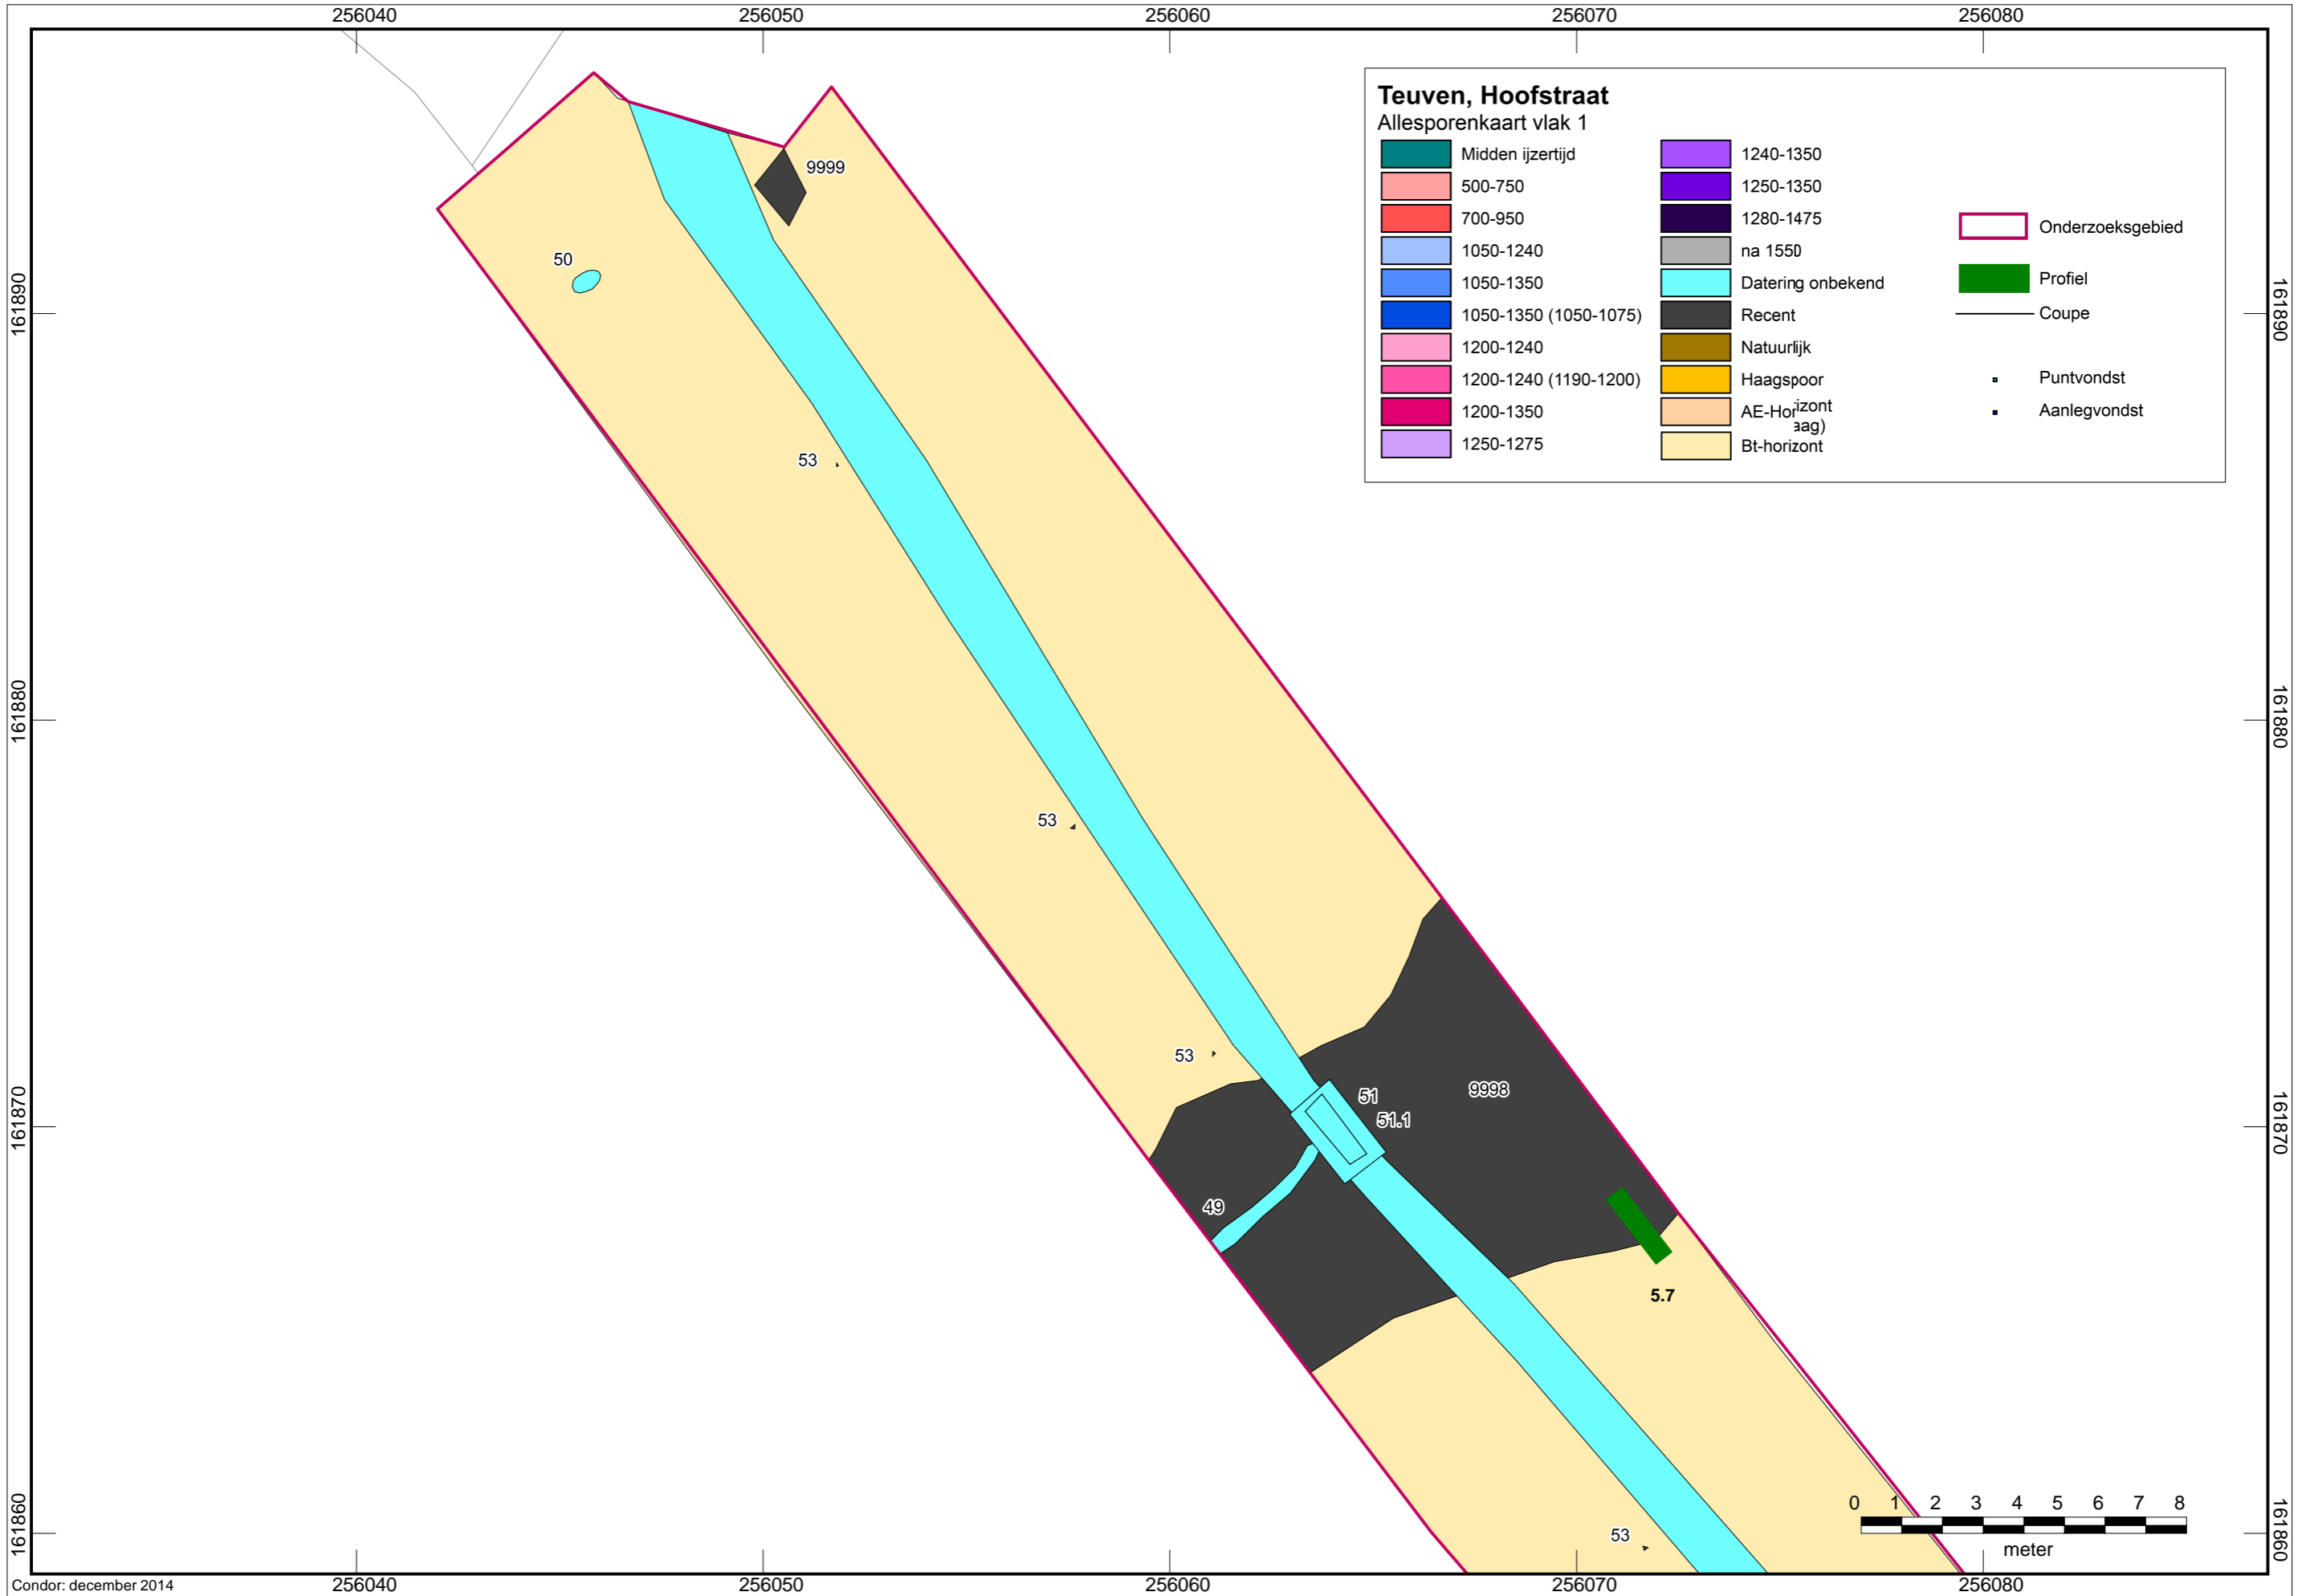 256040 256050 256060 256070 256080
Teuven, Hoofstraat
Allesporenkaart vlak 1
Midden ijzertijd
500-750
700-950
1050-1240
1050-1350
1050-1350 (1050-1075)
1200-1240
1200-1240 (1190-1200)
1200-1350
1250-1275
1240-1350
1250-1350
1280-1475
na 1550
Datering onbekend
Recent
Natuurlijk
Haagspoor
AE-Horizont
aag)
Bt-horizont
Onderzoeksgebied
Profiel
Coupe
Puntvondst
Aanlegvondst
9999
50
161890
161890
53
161880
161880
53
53
51
9998
51.1
161870
161870
49
5.7
0 1 2 3 4 5 6 7 8
meter
53
161860
161860
Condor: december 2014
256040 256050 256060 256070 256080